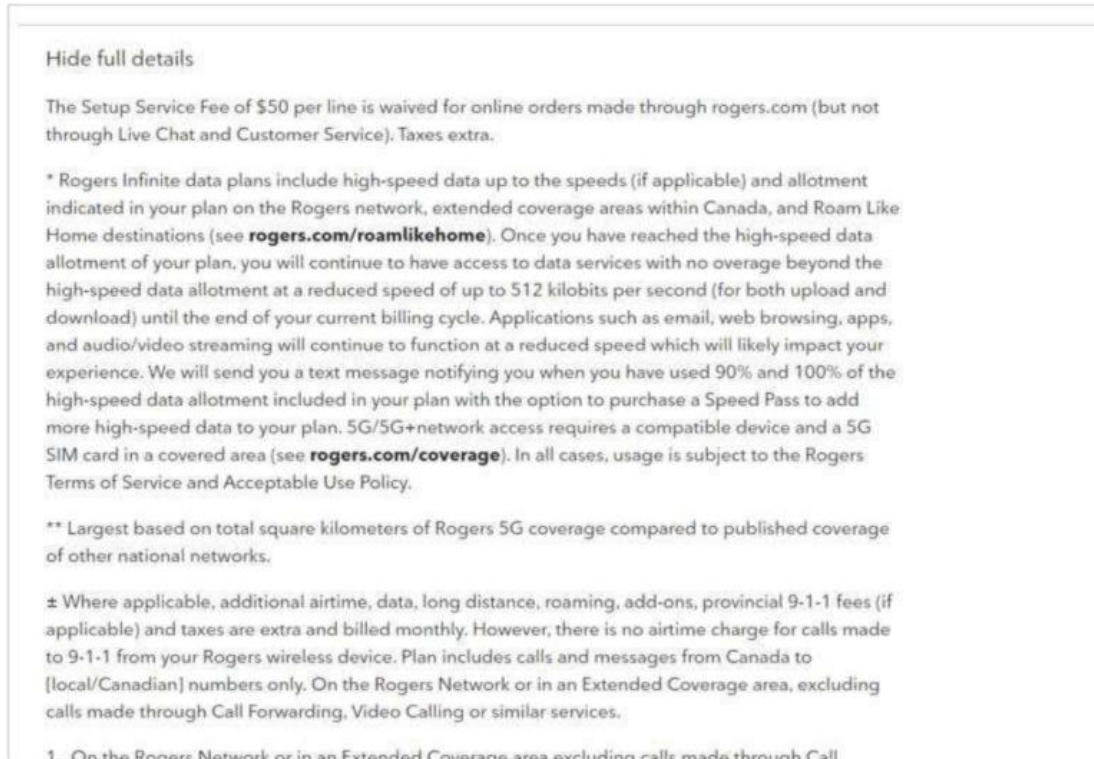 Hide full details
The Setup Service Fee of $50 per line is waived for online orders made through rogers.com (but not
through Live Chat and Customer Service). Taxes extra.
* Rogers Infinite data plans include high-speed data up to the speeds (if applicable) and allotment
indicated in your plan on the Rogers network, extended coverage areas within Canada, and Roam Like
Home destinations (see rogers.com/roamlikehome). Once you have reached the high-speed data
allotment of your plan, you will continue to have access to data services with no overage beyond the
high-speed data allotment at a reduced speed of up to 512 kilobits per second (for both upload and
download) until the end of your current billing cycle. Applications such as email, web browsing, apps,
and audio/video streaming will continue to function at a reduced speed which will likely impact your
experience. We will send you a text message notifying you when you have used 90% and 100% of the
high-speed data allotment included in your plan with the option to purchase a Speed Pass to add
more high-speed data to your plan. 5G/5G+network access requires a compatible device and a 5G
SIM card in a covered area (see rogers.com/coverage). In all cases, usage is subject to the Rogers
Terms of Service and Acceptable Use Policy.
** Largest based on total square kilometers of Rogers 5G coverage compared to published coverage
of other national networks.
± Where applicable, additional airtime, data, long distance, roaming, add-ons, provincial 9-1-1 fees (if
applicable) and taxes are extra and billed monthly. However, there is no airtime charge for calls made
to 9-1-1 from your Rogers wireless device. Plan includes calls and messages from Canada to
[local/Canadian] numbers only. On the Rogers Network or in an Extended Coverage area, excluding
calls made through Call Forwarding, Video Calling or similar services.
1. On the Rogers Network or in an Extended Coverage area excluding calls made through Call